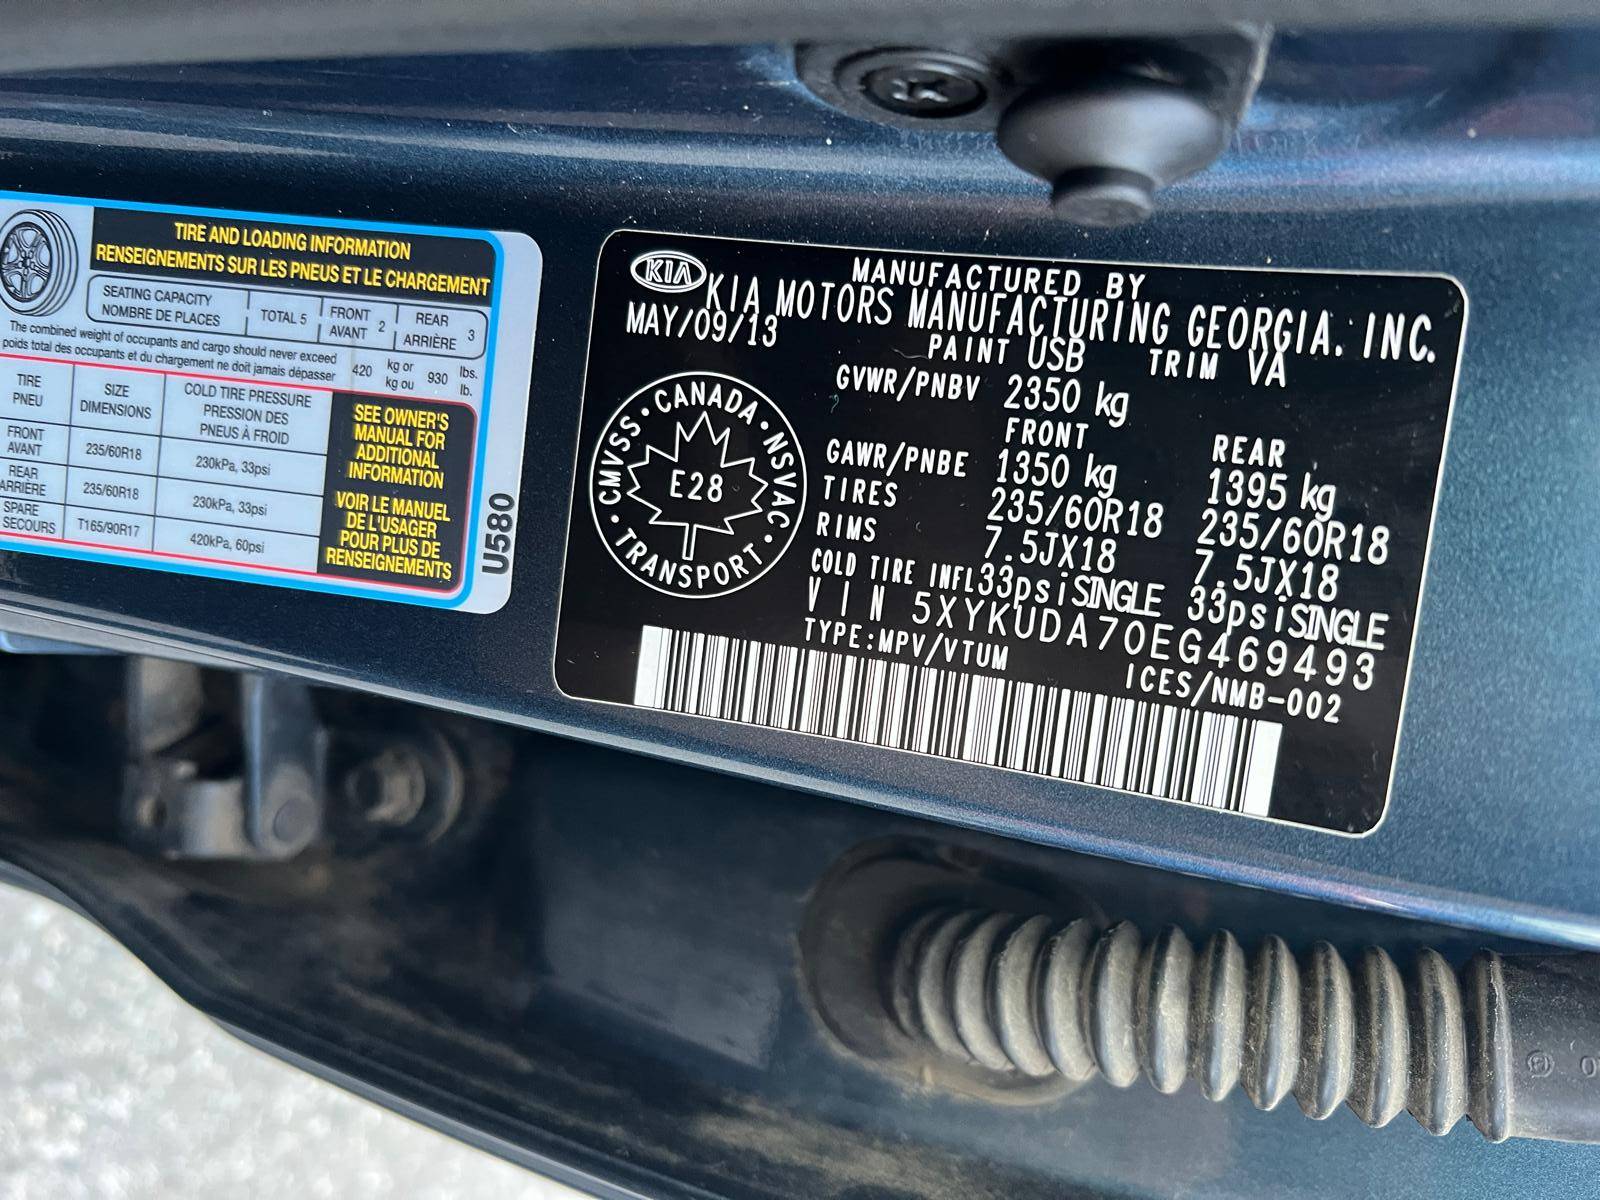 TIRE AND LOADING INFORMATION
RENSEIGNEMENTS SUR LES PNEUS ET LE CHARGEMENT
SEATING CAPACITY
NOMBRE DE PLACES
TOTAL 5
FRONT
AVANT 2
REAR
ARRIÈRE 3
The combined weight of occupants and cargo should never exceed
poids total des occupants et du chargement ne doit jamais dépasser
420 kg or
kg ou
930 lbs.
lb.
TIRE
PNEU
SIZE
DIMENSIONS
COLD TIRE PRESSURE
PRESSION DES
PNEUS À FROID
FRONT
AVANT
235/60R18
230kPa, 33psi
REAR
ARRIÈRE
235/60R18
230kPa, 33psi
SPARE
SECOURS
T165/90R17
420kPa, 60psi
SEE OWNER'S
MANUAL FOR
ADDITIONAL
INFORMATION
VOIR LE MANUEL
DE L'USAGER
POUR PLUS DE
RENSEIGNEMENTS
U580
KIA
MANUFACTURED BY
KIA MOTORS MANUFACTURING GEORGIA. INC.
MAY/09/13
PAINT USB TRIM VA
GVWR/PNBV 2350 kg
FRONT REAR
GAWR/PNBE 1350 kg 1395 kg
TIRES 235/60R18 235/60R18
RIMS 7.5JX18 7.5JX18
COLD TIRE INFL 33psiSINGLE 33psiSINGLE
VIN 5XYKUDA70EG469493
TYPE:MPV/VTUM ICES/NMB-002
CMVSS • CANADA • NSVAC • TRANSPORT •
E28